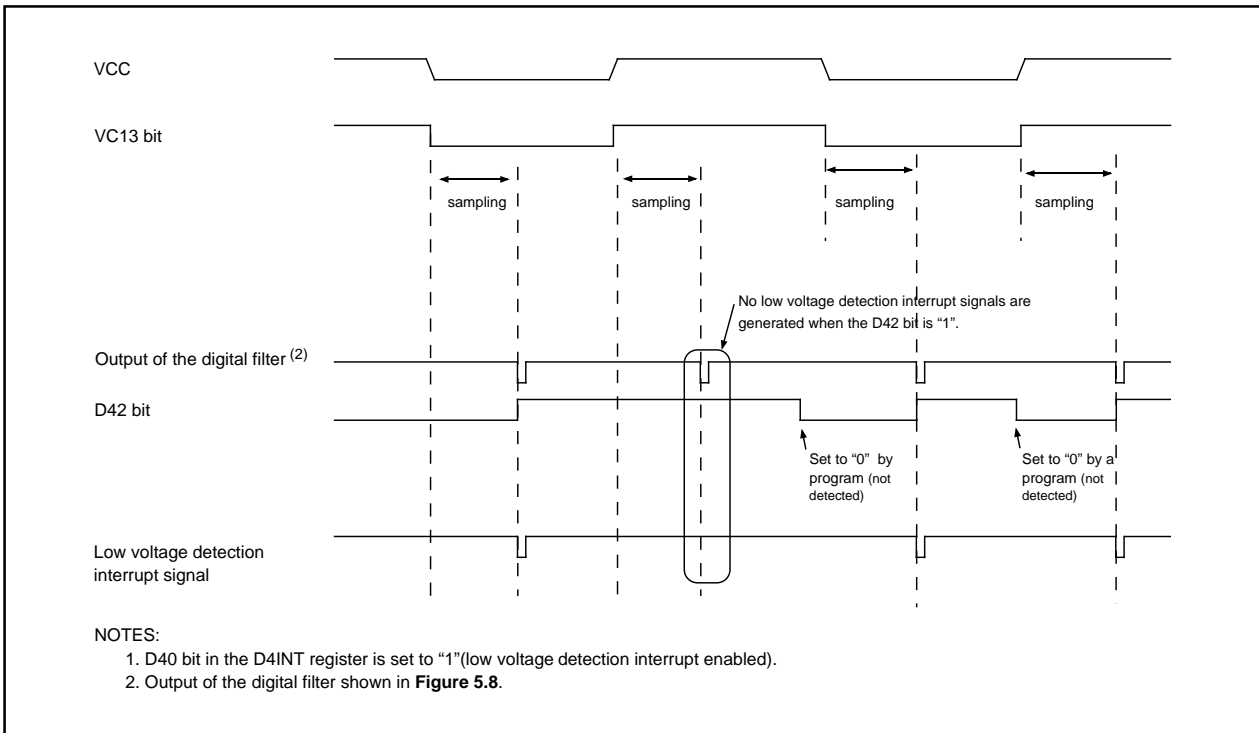 VCC
VC13 bit
sampling sampling sampling sampling
No low voltage detection interrupt signals are
generated when the D42 bit is “1”.
Output of the digital filter (2)
D42 bit
Set to “0” by
program (not
detected)
Set to “0” by a
program (not
detected)
Low voltage detection
interrupt signal
NOTES:
1. D40 bit in the D4INT register is set to “1”(low voltage detection interrupt enabled).
2. Output of the digital filter shown in Figure 5.8.